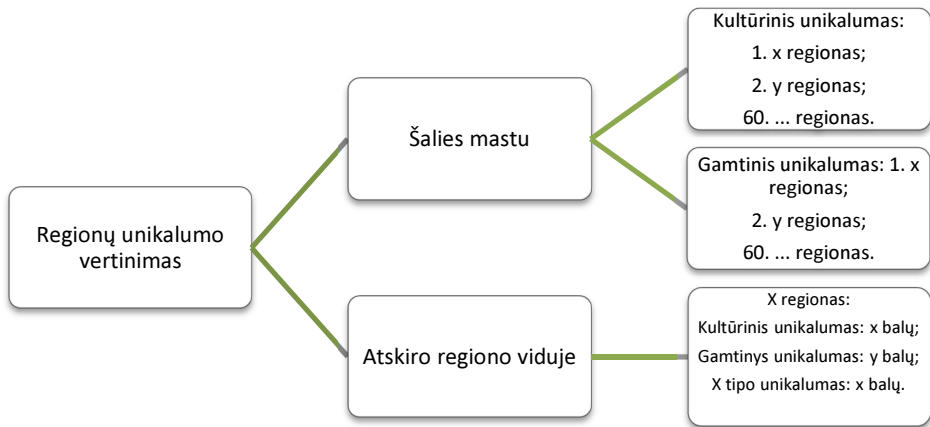 Regionų unikalumo
vertinimas
Šalies mastu
Kultūrinis unikalumas:
1. x regionas;
2. y regionas;
60. ... regionas.
Gamtinis unikalumas: 1. x
regionas;
2. y regionas;
60. ... regionas.
Atskiro regiono viduje
X regionas:
Kultūrinis unikalumas: x balų;
Gamtinys unikalumas: y balų;
X tipo unikalumas: x balų.